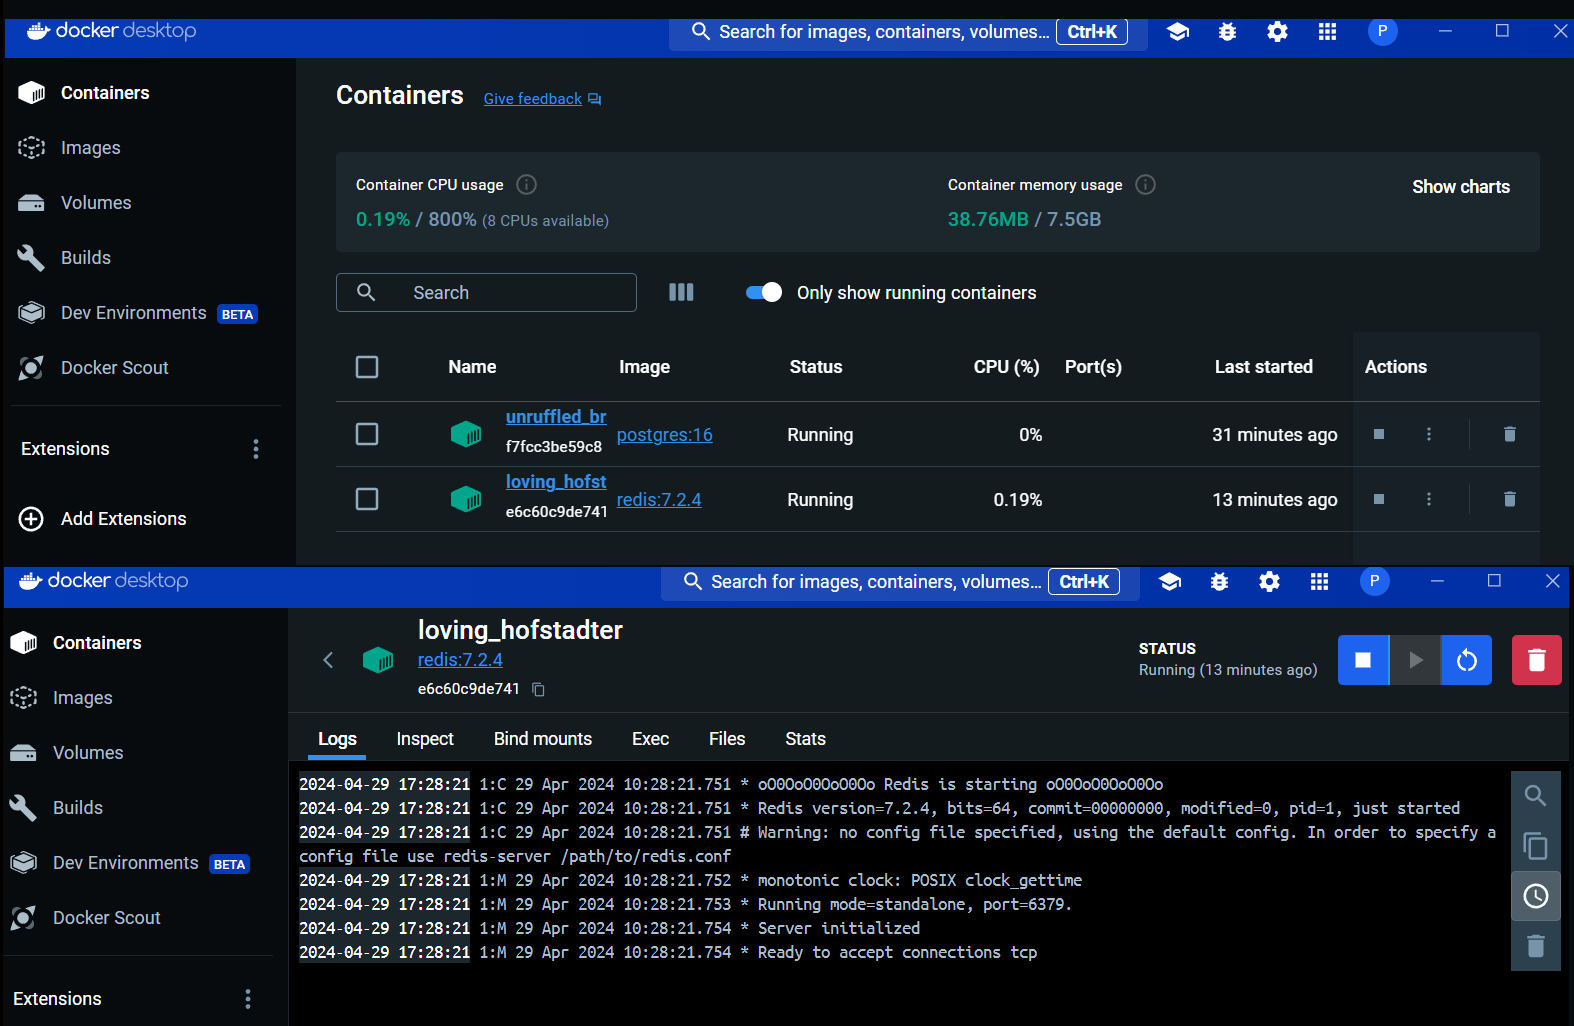 docker desktop
Search for images, containers, volumes... Ctrl+K
P
Containers
Images
Volumes
Builds
Dev Environments BETA
Docker Scout
Extensions
Add Extensions
Containers Give feedback
Container CPU usage
0.19% / 800% (8 CPUs available)
Container memory usage
38.76MB / 7.5GB
Show charts
Search
Only show running containers
Name Image Status CPU (%) Port(s) Last started Actions
unruffled_br
f7fcc3be59c8
postgres:16 Running 0% 31 minutes ago
loving_hofst
e6c60c9de741
redis:7.2.4 Running 0.19% 13 minutes ago
docker desktop
Search for images, containers, volumes... Ctrl+K
P
Containers
Images
Volumes
Builds
Dev Environments BETA
Docker Scout
Extensions
loving_hofstadter
redis:7.2.4
e6c60c9de741
STATUS
Running (13 minutes ago)
Logs Inspect Bind mounts Exec Files Stats
2024-04-29 17:28:21 1:C 29 Apr 2024 10:28:21.751 * oO0OoO0OoO0Oo Redis is starting oO0OoO0OoO0Oo
2024-04-29 17:28:21 1:C 29 Apr 2024 10:28:21.751 * Redis version=7.2.4, bits=64, commit=00000000, modified=0, pid=1, just started
2024-04-29 17:28:21 1:C 29 Apr 2024 10:28:21.751 # Warning: no config file specified, using the default config. In order to specify a
config file use redis-server /path/to/redis.conf
2024-04-29 17:28:21 1:M 29 Apr 2024 10:28:21.752 * monotonic clock: POSIX clock_gettime
2024-04-29 17:28:21 1:M 29 Apr 2024 10:28:21.753 * Running mode=standalone, port=6379.
2024-04-29 17:28:21 1:M 29 Apr 2024 10:28:21.754 * Server initialized
2024-04-29 17:28:21 1:M 29 Apr 2024 10:28:21.754 * Ready to accept connections tcp